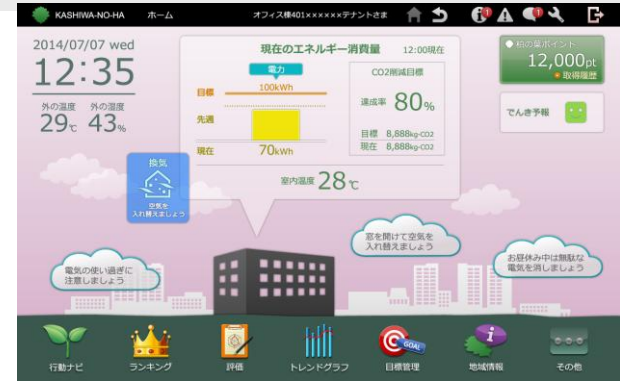 KASHIWA-NO-HA
ホーム
オフィス棟401××××××テナントさま
2014/07/07 wed
12:35
外の温度
29℃
外の湿度
43%
現在のエネルギー消費量
12:00現在
電力
目標
100kWh
先週
現在
70kWh
CO2削減目標
達成率 80%
目標 8,888kg-CO2
現在 8,888kg-CO2
室内温度 28℃
柏の葉ポイント
12,000pt
取得履歴
でんき予報
換気
空気を
入れ替えましょう
窓を開けて空気を
入れ替えましょう
電気の使い過ぎに
注意しましょう
お昼休み中は無駄な
電気を消しましょう
行動ナビ
ランキング
評価
トレンドグラフ
GOAL
目標管理
地域情報
その他